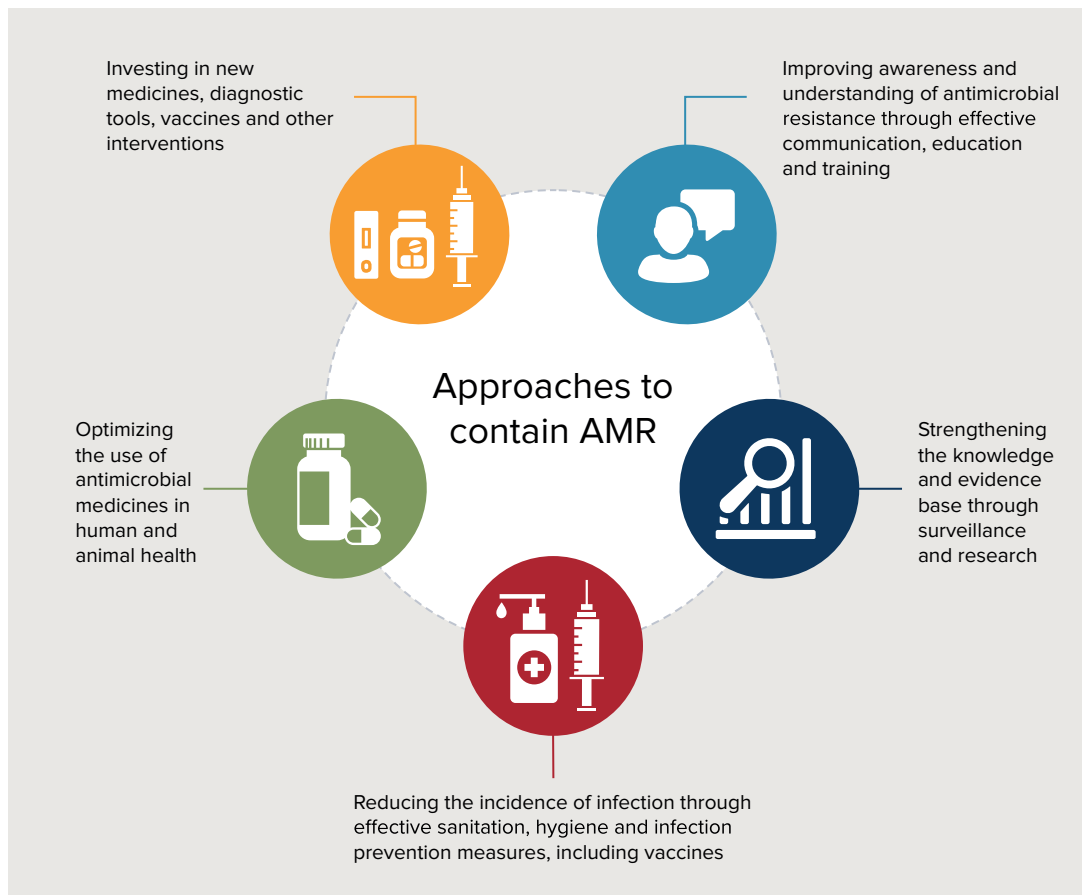 Investing in new
medicines, diagnostic
tools, vaccines and other
interventions
Improving awareness and
understanding of antimicrobial
resistance through effective
communication, education
and training
Approaches to
contain AMR
Optimizing
the use of
antimicrobial
medicines in
human and
animal health
Strengthening
the knowledge
and evidence
base through
surveillance
and research
Reducing the incidence of infection through
effective sanitation, hygiene and infection
prevention measures, including vaccines